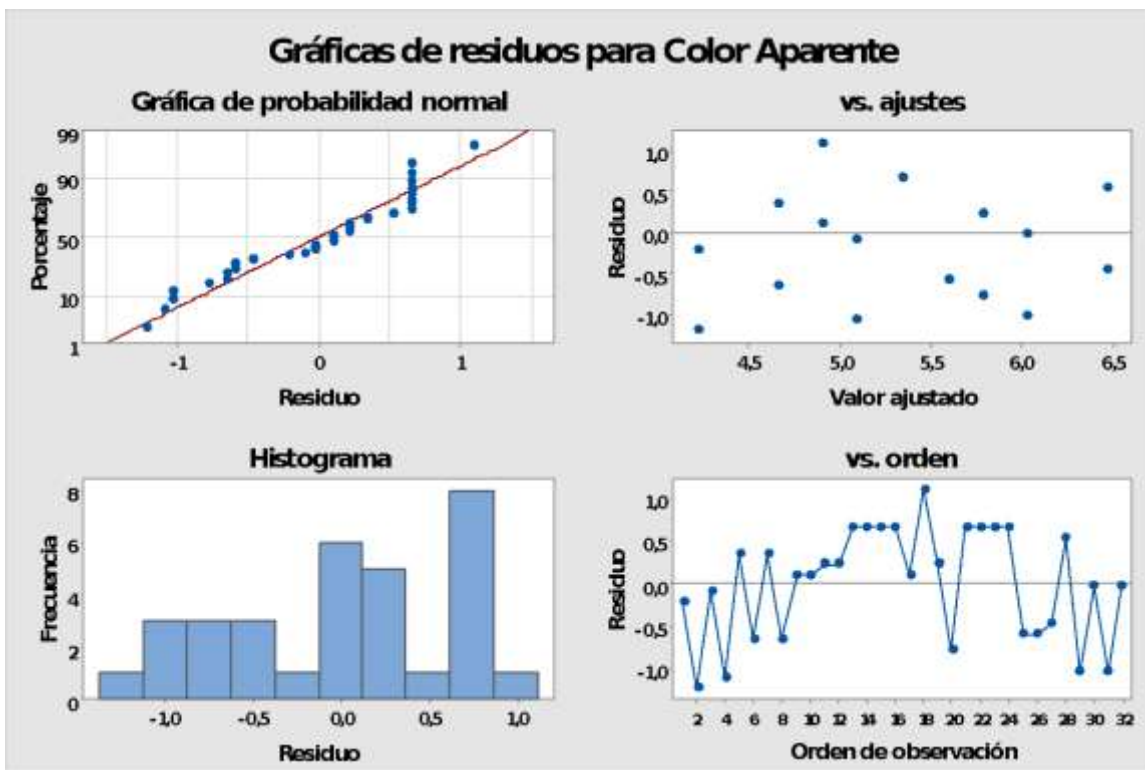 Gráficas de residuos para Color Aparente
Gráfica de probabilidad normal
99
90
50
10
1
Porcentaje
-1 0 1
Residuo
vs. ajustes
1,0
0,5
0,0
-0,5
-1,0
Residuo
4,5 5,0 5,5 6,0 6,5
Valor ajustado
Histograma
8
6
4
2
0
Frecuencia
-1,0 -0,5 0,0 0,5 1,0
Residuo
vs. orden
1,0
0,5
0,0
-0,5
-1,0
Residuo
2 4 6 8 10 12 14 16 18 20 22 24 26 28 30 32
Orden de observación